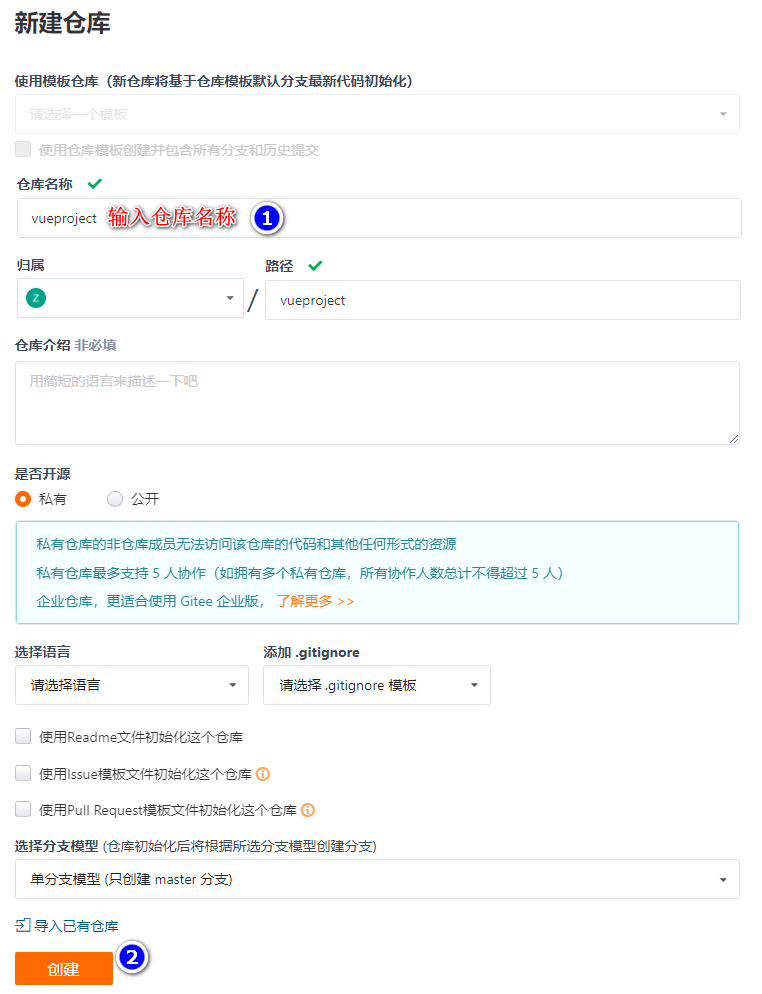 新建仓库
使用模板仓库（新仓库将基于仓库模板默认分支最新代码初始化）
请选择一个模板
使用仓库模板创建并包含所有分支和历史提交
仓库名称
vueproject 输入仓库名称 1
归属 路径
Z / vueproject
仓库介绍 非必填
用简短的语言来描述一下吧
是否开源
私有 公开
私有仓库的非仓库成员无法访问该仓库的代码和其他任何形式的资源
私有仓库最多支持 5 人协作（如拥有多个私有仓库，所有协作人数总计不得超过 5 人）
企业仓库，更适合使用 Gitee 企业版， 了解更多 >>
选择语言 添加 .gitignore
请选择语言 请选择 .gitignore 模板
使用Readme文件初始化这个仓库
使用Issue模板文件初始化这个仓库
使用Pull Request模板文件初始化这个仓库
选择分支模型 (仓库初始化后将根据所选分支模型创建分支)
单分支模型 (只创建 master 分支)
导入已有仓库
创建 2